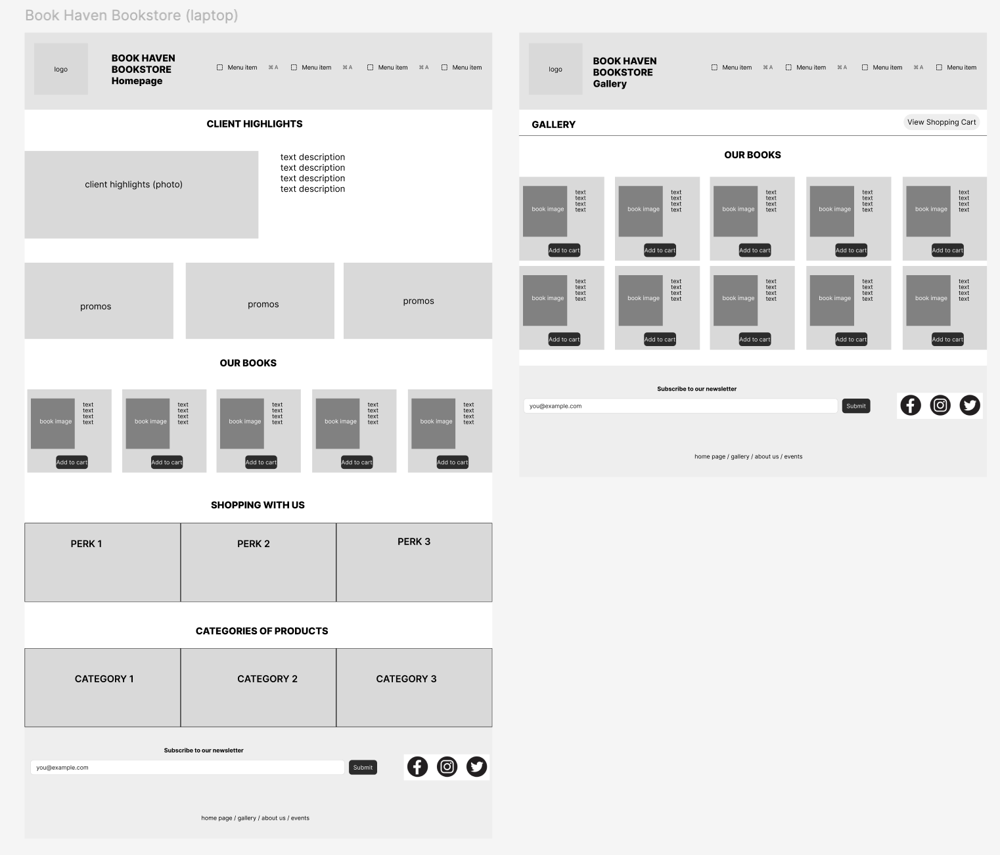 Book Haven Bookstore (laptop)
logo
BOOK HAVEN
BOOKSTORE
Homepage
Menu item ⌘ A Menu item ⌘ A Menu item ⌘ A Menu item
CLIENT HIGHLIGHTS
client highlights (photo)
text description
text description
text description
text description
promos
promos
promos
OUR BOOKS
book image
text
text
text
text
Add to cart
book image
text
text
text
text
Add to cart
book image
text
text
text
text
Add to cart
book image
text
text
text
text
Add to cart
book image
text
text
text
text
Add to cart
SHOPPING WITH US
PERK 1
PERK 2
PERK 3
CATEGORIES OF PRODUCTS
CATEGORY 1
CATEGORY 2
CATEGORY 3
Subscribe to our newsletter
you@example.com
Submit
home page / gallery / about us / events
logo
BOOK HAVEN
BOOKSTORE
Gallery
Menu item ⌘ A Menu item ⌘ A Menu item ⌘ A Menu item
GALLERY
View Shopping Cart
OUR BOOKS
book image
text
text
text
text
Add to cart
book image
text
text
text
text
Add to cart
book image
text
text
text
text
Add to cart
book image
text
text
text
text
Add to cart
book image
text
text
text
text
Add to cart
book image
text
text
text
text
Add to cart
book image
text
text
text
text
Add to cart
book image
text
text
text
text
Add to cart
book image
text
text
text
text
Add to cart
book image
text
text
text
text
Add to cart
Subscribe to our newsletter
you@example.com
Submit
home page / gallery / about us / events